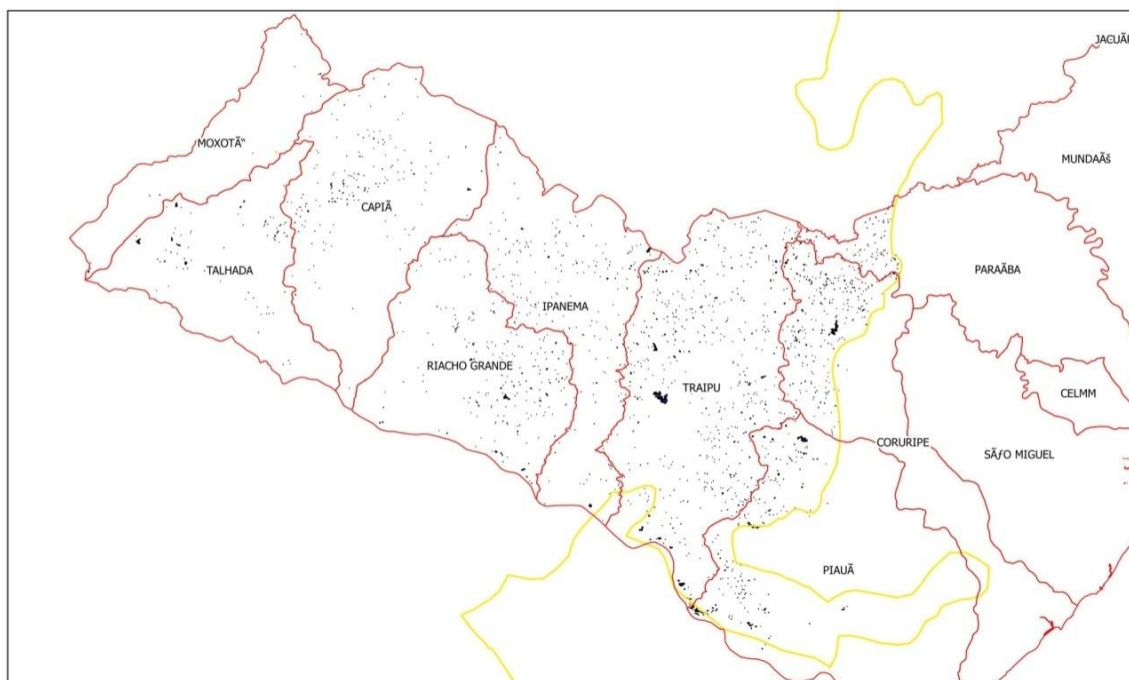 JACUÃ
MUNDAÃš
MOXOTÃ“
CAPIÃ
TALHADA
PARAÃBA
IPANEMA
RIACHO GRANDE
TRAIPU
CELMM
CORURIPE
SÃƒO MIGUEL
PIAUÃ